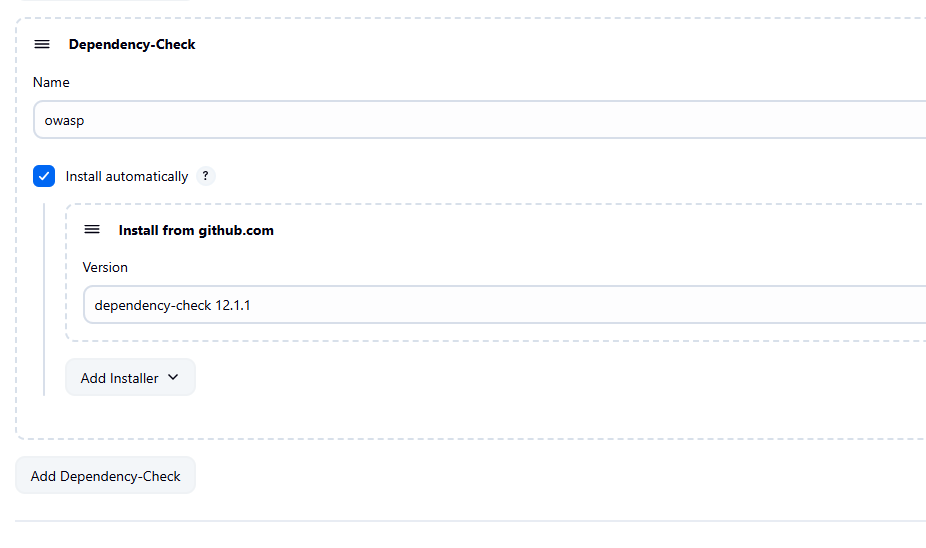 Dependency-Check
Name
owasp
Install automatically ?
Install from github.com
Version
dependency-check 12.1.1
Add Installer
Add Dependency-Check